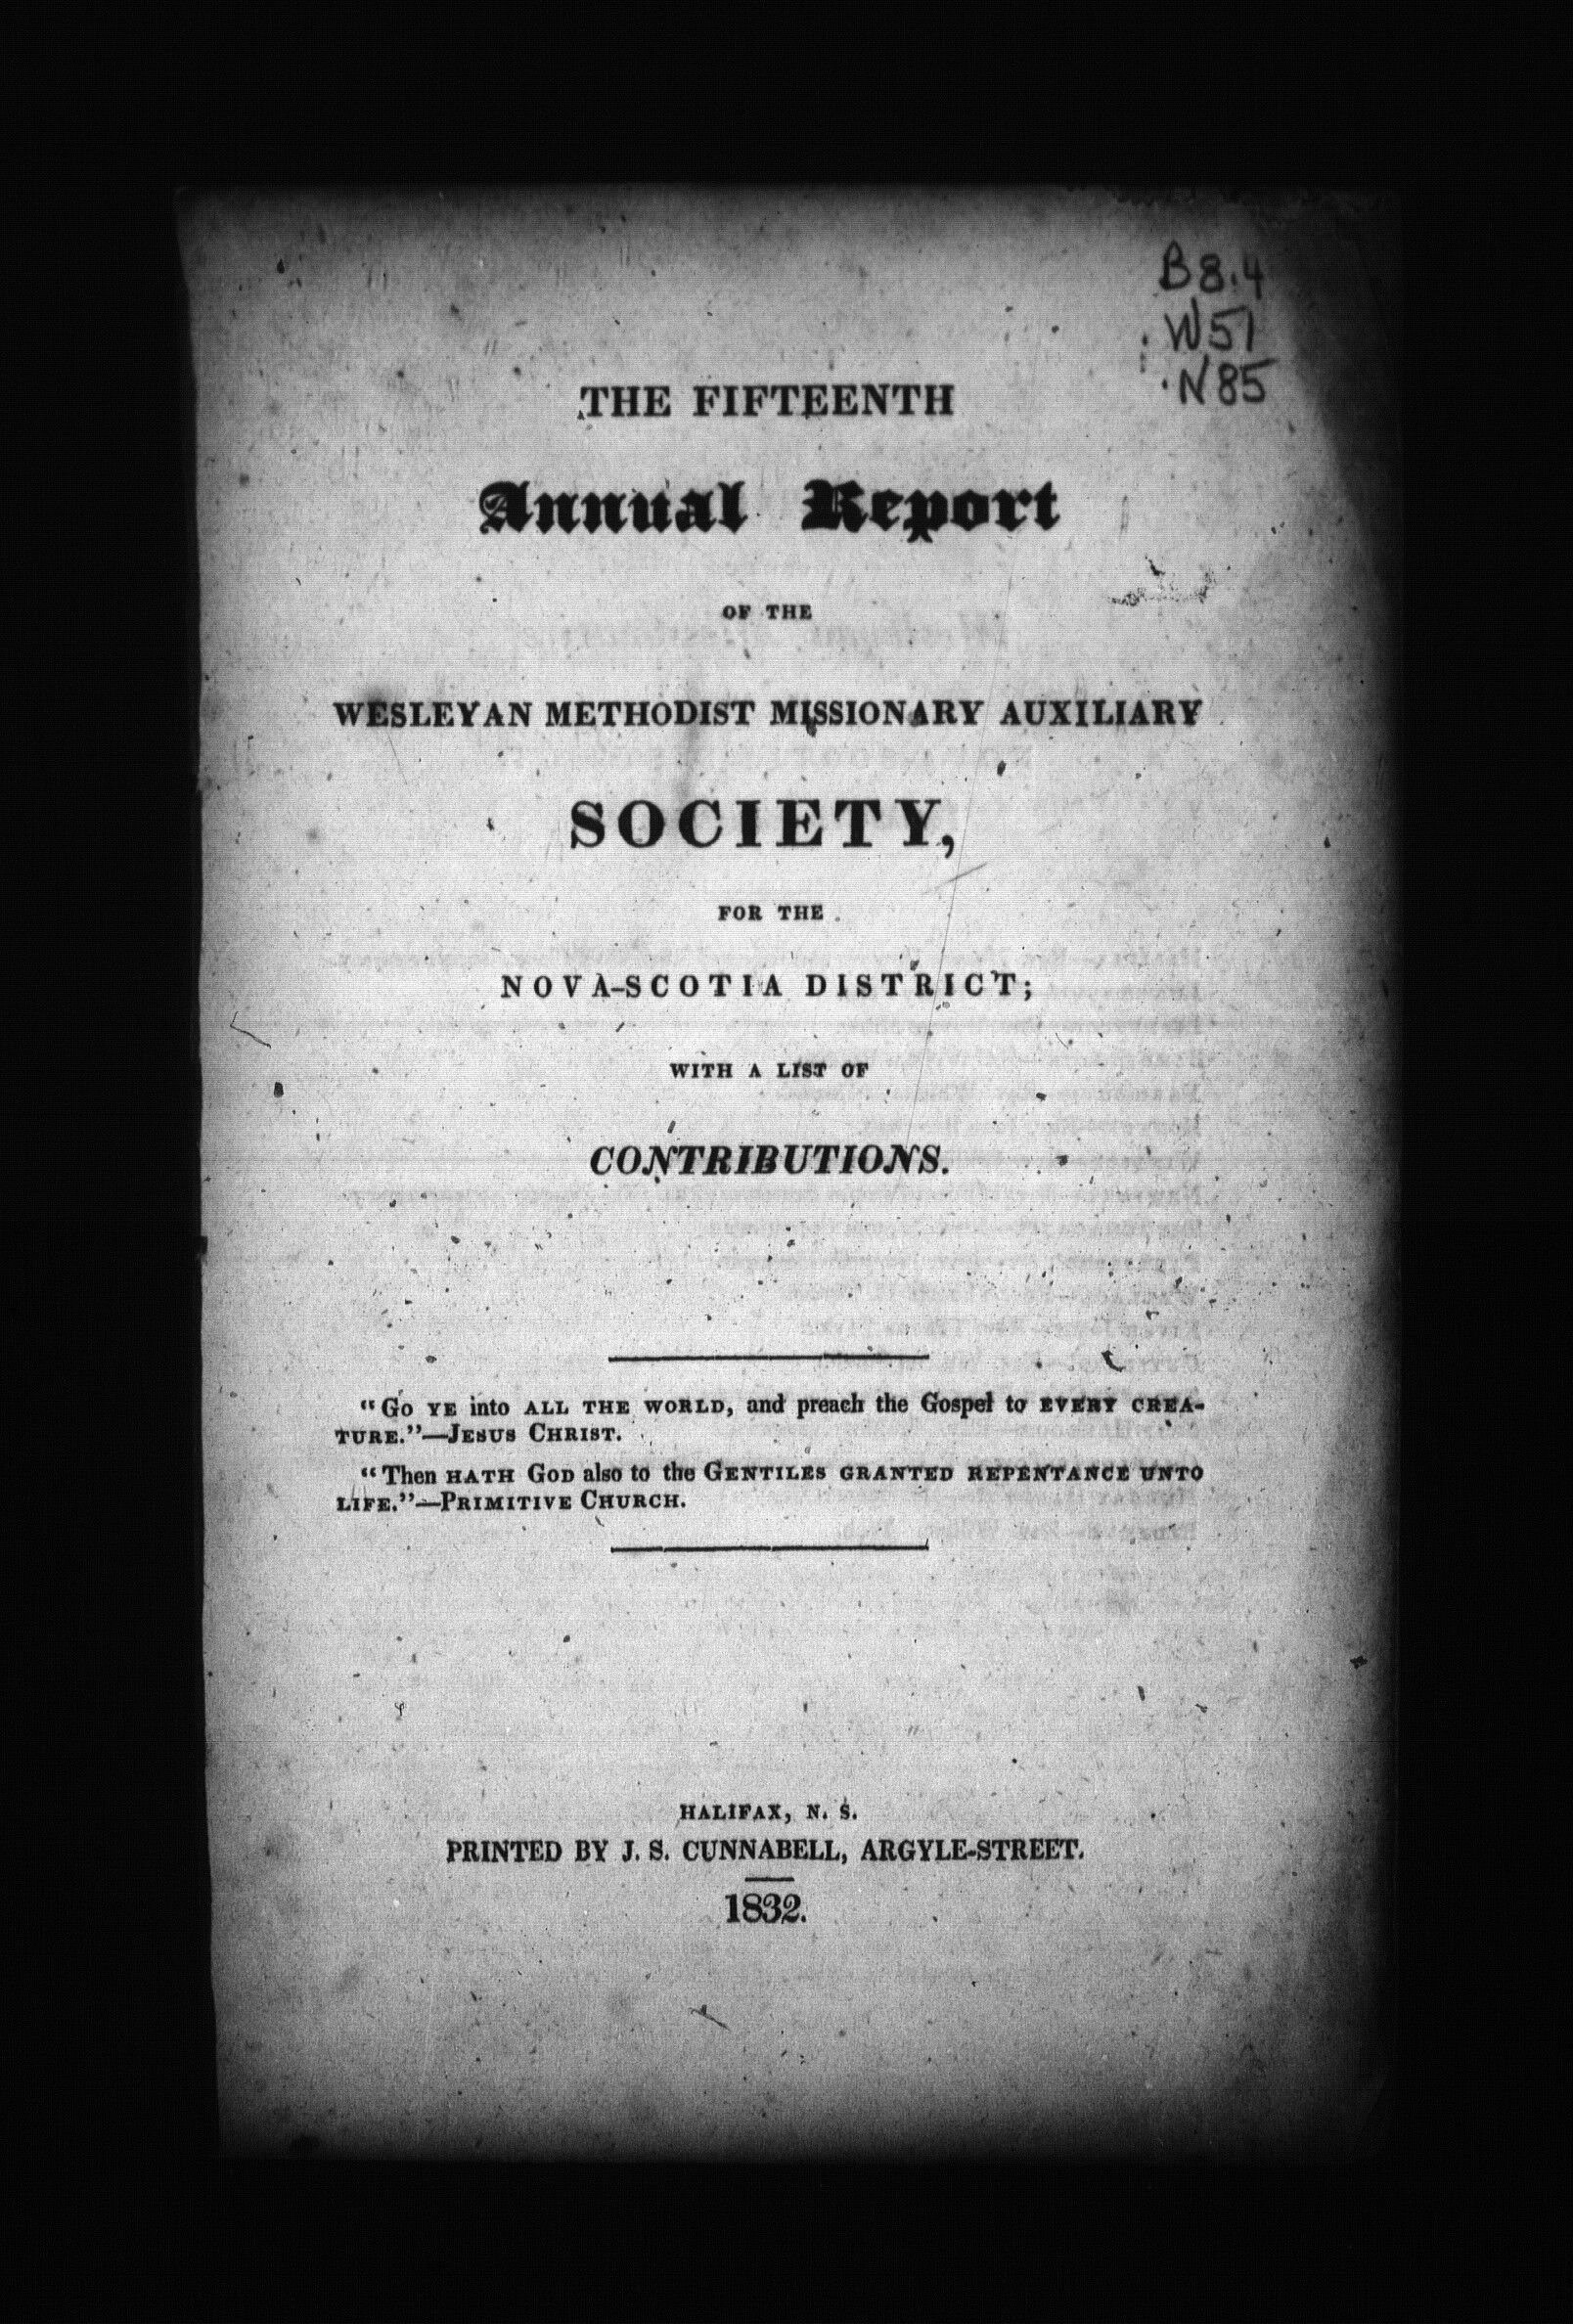 B8.4
W51
N85
THE FIFTEENTH
Annual Report
OF THE
WESLEYAN METHODIST MISSIONARY AUXILIARY
SOCIETY,
FOR THE
NOVA-SCOTIA DISTRICT;
WITH A LIST OF
CONTRIBUTIONS.
"Go YE into ALL THE WORLD, and preach the Gospel to EVERY CREA-
TURE."—JESUS CHRIST.
"Then HATH GOD also to the GENTILES GRANTED REPENTANCE UNTO
LIFE."—PRIMITIVE CHURCH.
HALIFAX, N. S.
PRINTED BY J. S. CUNNABELL, ARGYLE-STREET.
1832.